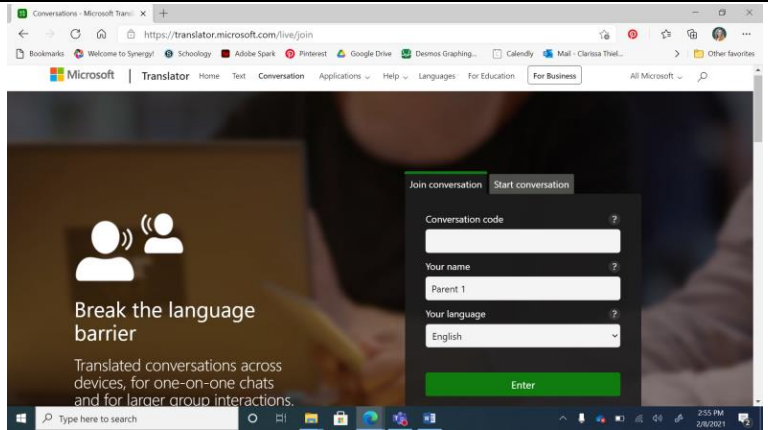 Conversations - Microsoft Transl
https://translator.microsoft.com/live/join
Bookmarks Welcome to Synergy! Schoology Adobe Spark Pinterest Google Drive Desmos Graphing... Calendly Mail - Clarissa Thiel... Other favorites
Microsoft Translator Home Text Conversation Applications Help Languages For Education For Business All Microsoft
Join conversation Start conversation
Conversation code ?
Your name ?
Parent 1
Your language ?
English
Enter
Break the language
barrier
Translated conversations across
devices, for one-on-one chats
and for larger group interactions.
Type here to search
2:55 PM
2/8/2021